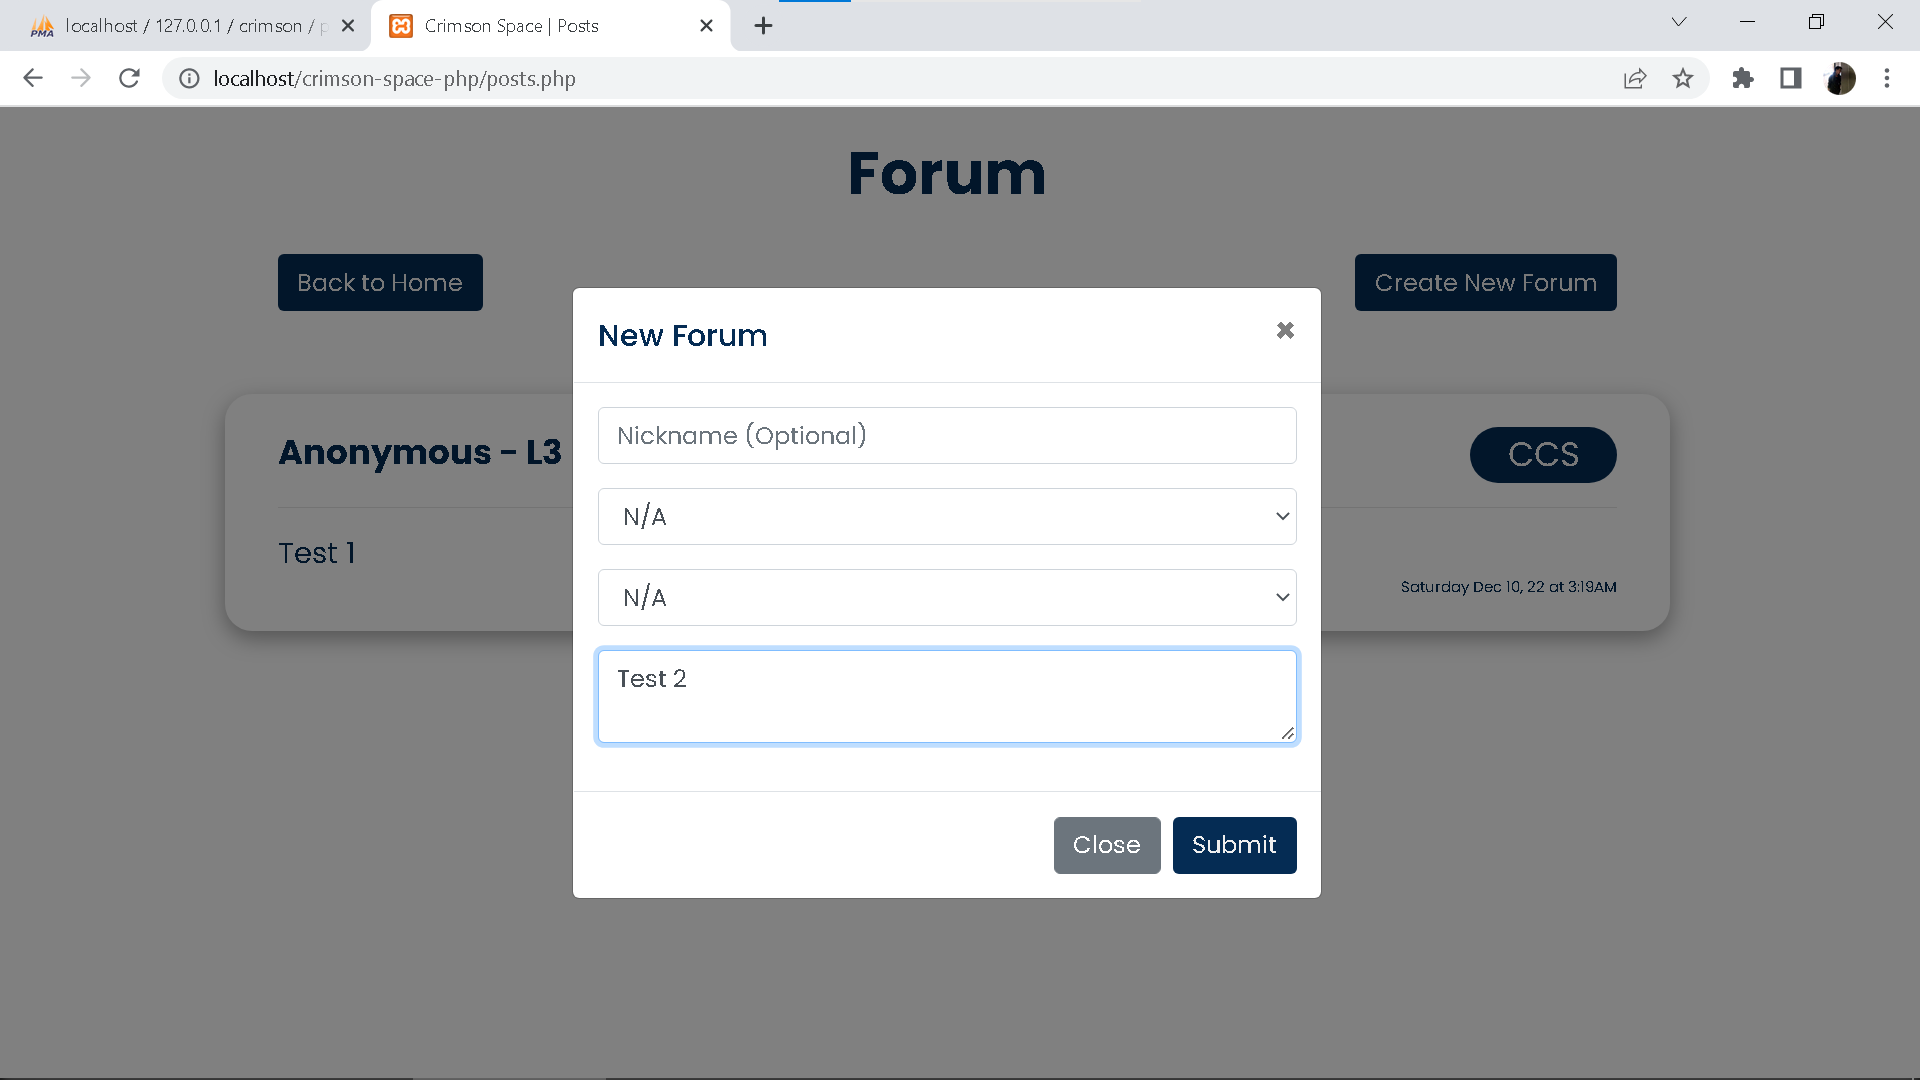 localhost / 127.0.0.1 / crimson / p
Crimson Space | Posts
localhost/crimson-space-php/posts.php
Forum
Back to Home
Create New Forum
New Forum
Nickname (Optional)
Anonymous - L3
CCS
N/A
Test 1
Saturday Dec 10, 22 at 3:19AM
N/A
Test 2
Close
Submit